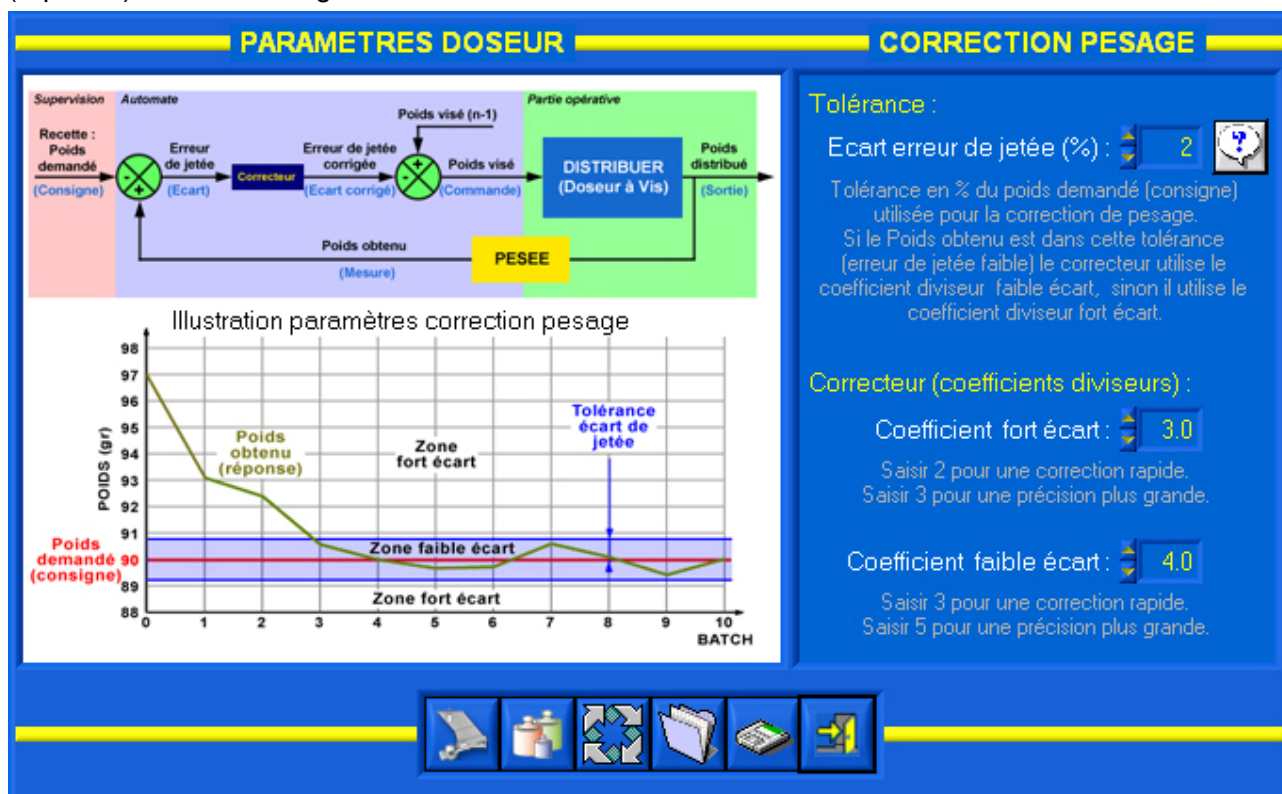 PARAMETRES DOSEUR
CORRECTION PESAGE
Supervision
Automate
Partie opérative
Recette :
Poids
demandé
(Consigne)
Erreur
de jetée
(Ecart)
Correcteur
Erreur de jetée
corrigée
(Ecart corrigé)
Poids visé (n-1)
Poids visé
(Commande)
DISTRIBUER
(Doseur à Vis)
Poids
distribué
(Sortie)
Poids obtenu
(Mesure)
PESEE
Illustration paramètres correction pesage
POIDS (gr)
98
97
96
95
94
93
92
91
90
89
88
Poids
obtenu
(réponse)
Zone
fort écart
Tolérance
écart de
jetée
Poids
demandé
(consigne)
Zone faible écart
Zone fort écart
0 1 2 3 4 5 6 7 8 9 10
BATCH
Tolérance :
Ecart erreur de jetée (%) : 2
?
Tolérance en % du poids demandé (consigne)
utilisée pour la correction de pesage.
Si le Poids obtenu est dans cette tolérance
(erreur de jetée faible) le correcteur utilise le
coefficient diviseur faible écart, sinon il utilise le
coefficient diviseur fort écart.
Correcteur (coefficients diviseurs) :
Coefficient fort écart : 3.0
Saisir 2 pour une correction rapide.
Saisir 3 pour une précision plus grande.
Coefficient faible écart : 4.0
Saisir 3 pour une correction rapide.
Saisir 5 pour une précision plus grande.